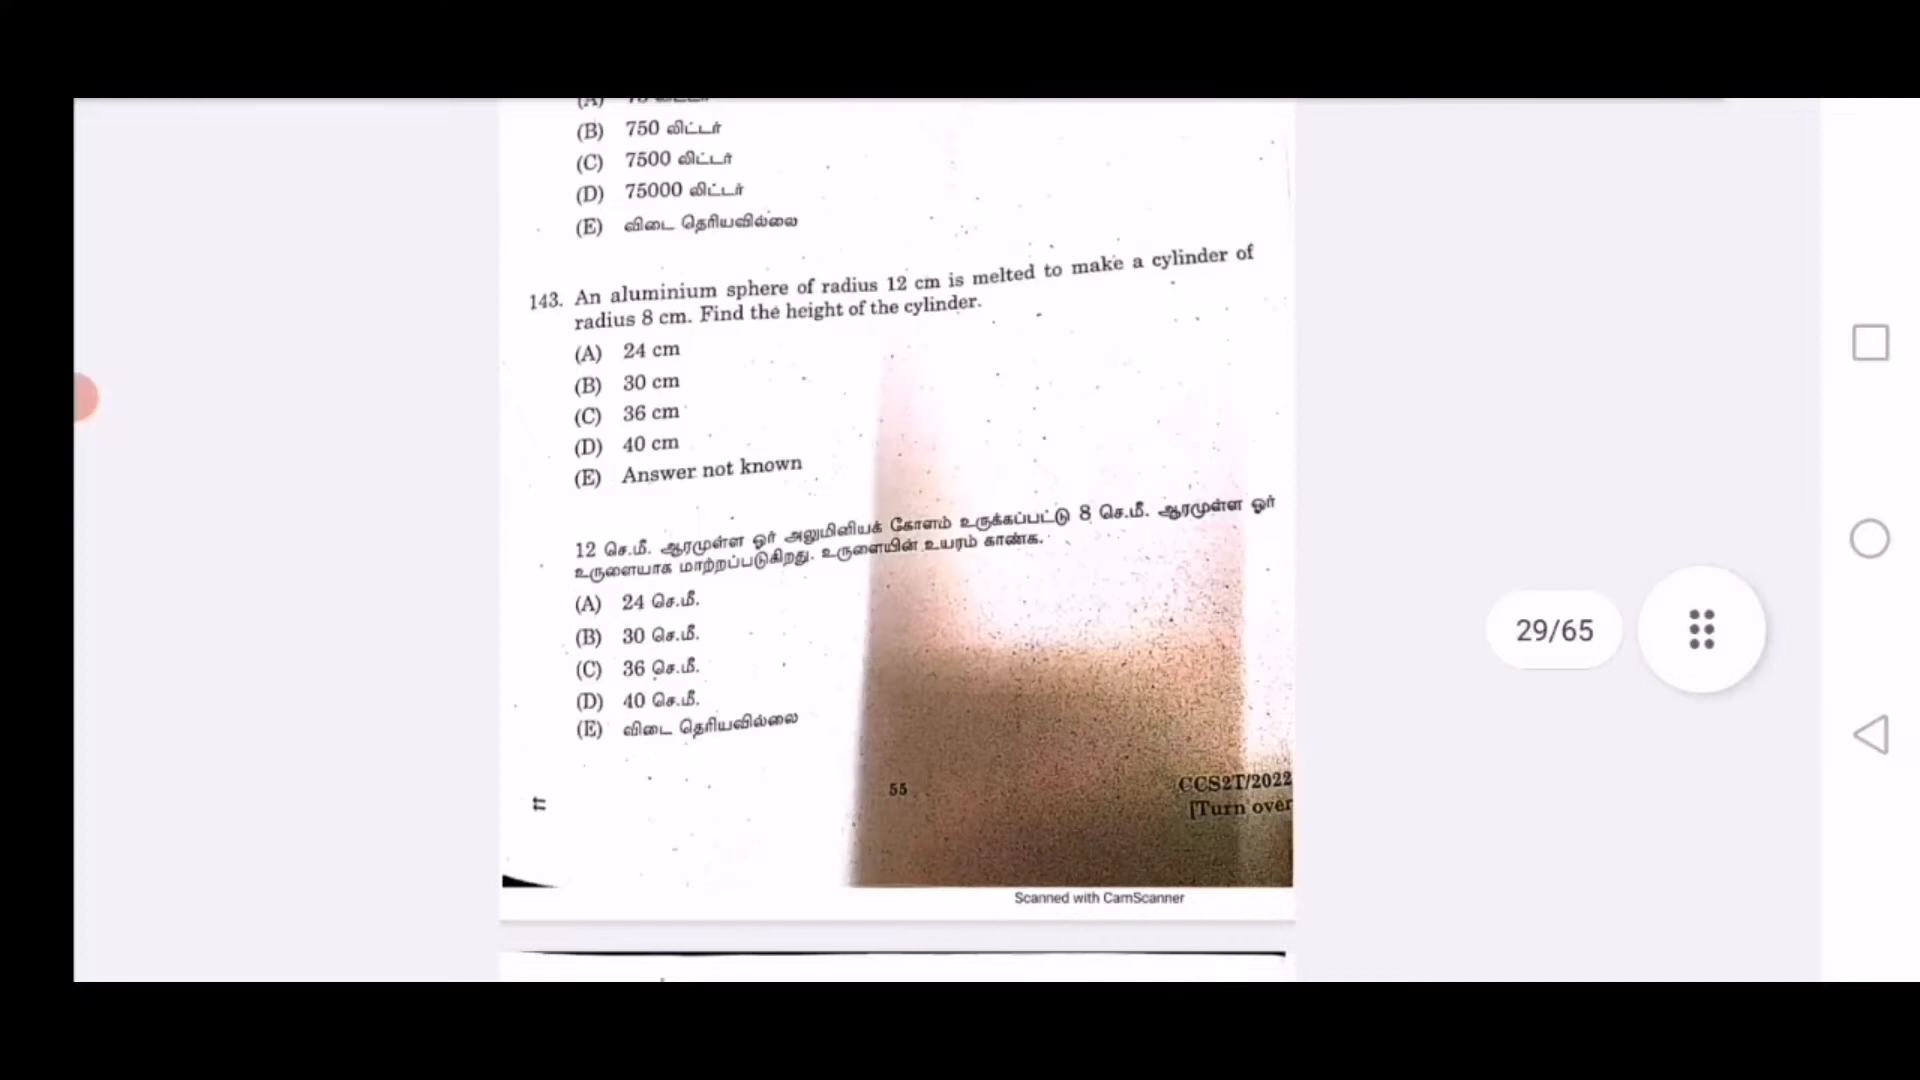 (B) 750 லிட்டர்
(C) 7500 லிட்டர்
(D) 75000 லிட்டர்
(E) விடை தெரியவில்லை
143. An aluminium sphere of radius 12 cm is melted to make a cylinder of
radius 8 cm. Find the height of the cylinder.
(A) 24 cm
(B) 30 cm
(C) 36 cm
(D) 40 cm
(E) Answer not known
12 செ.மீ. ஆரமுள்ள ஓர் அலுமினியக் கோளம் உருக்கப்பட்டு 8 செ.மீ. ஆரமுள்ள ஓர்
உருளையாக மாற்றப்படுகிறது. உருளையின் உயரம் காண்க.
(A) 24 செ.மீ.
(B) 30 செ.மீ.
(C) 36 செ.மீ.
(D) 40 செ.மீ.
(E) விடை தெரியவில்லை
55
CCS2T/2022
[Turn over
Scanned with CamScanner
29/65